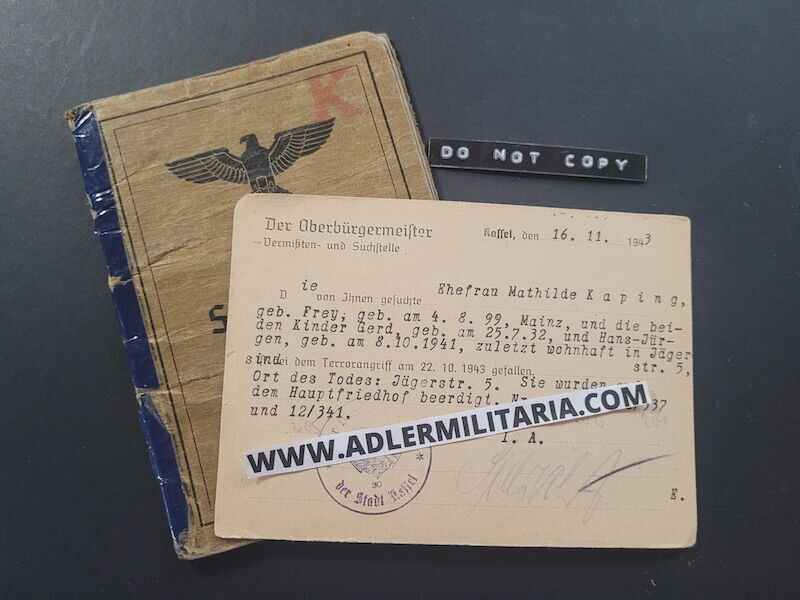 K
DO NOT COPY
S
Der Oberbürgermeister
Kassel, den 16. 11. 1943
Vermißten- und Suchstelle
Die von Ihnen gesuchte Ehefrau Mathilde Kaping,
geb. Frey, geb. am 4. 8. 99, Mainz, und die bei-
den Kinder Gerd, geb. am 25.7.32, und Hans-Jür-
gen, geb. am 8.10.1941, zuletzt wohnhaft in Jäger
str. 5,
sind bei dem Terrorangriff am 22. 10. 1943 gefallen.
Ort des Todes: Jägerstr. 5. Sie wurden
dem Hauptfriedhof beerdigt. 337
und 12/341.
WWW.ADLERMILITARIA.COM
I. A.
30
der Stadt Kassel
E.